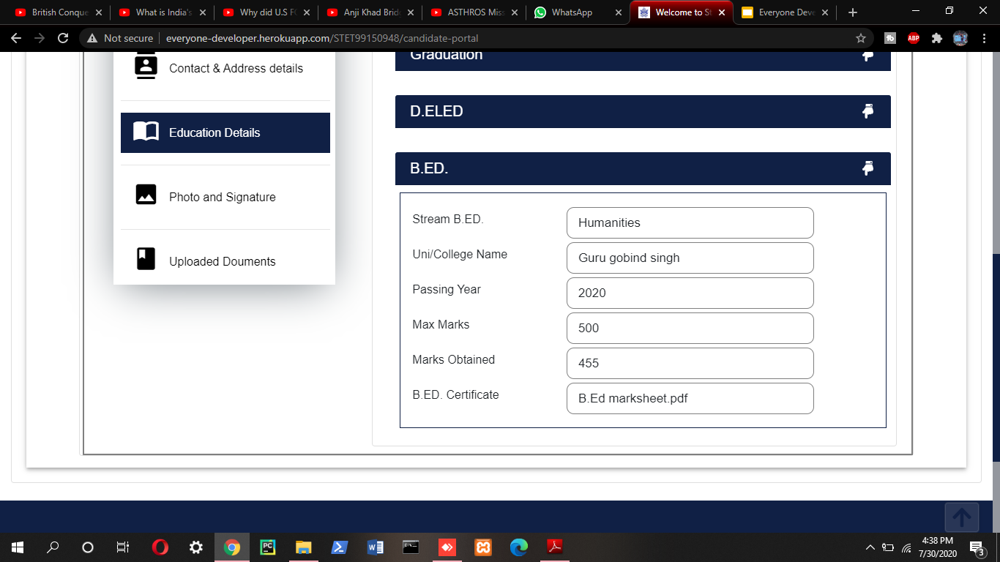 British Conque
What is India's
Why did U.S FO
Anji Khad Brid
ASTHROS Miss
WhatsApp
Welcome to St
Everyone Deve
Not secure
everyone-developer.herokuapp.com/STET99150948/candidate-portal
tb
ABP
Contact & Address details
Education Details
Photo and Signature
Uploaded Douments
Graduation
D.ELED
B.ED.
Stream B.ED. Humanities
Uni/College Name Guru gobind singh
Passing Year 2020
Max Marks 500
Marks Obtained 455
B.ED. Certificate B.Ed marksheet.pdf
PC
W
4:38 PM
7/30/2020
3